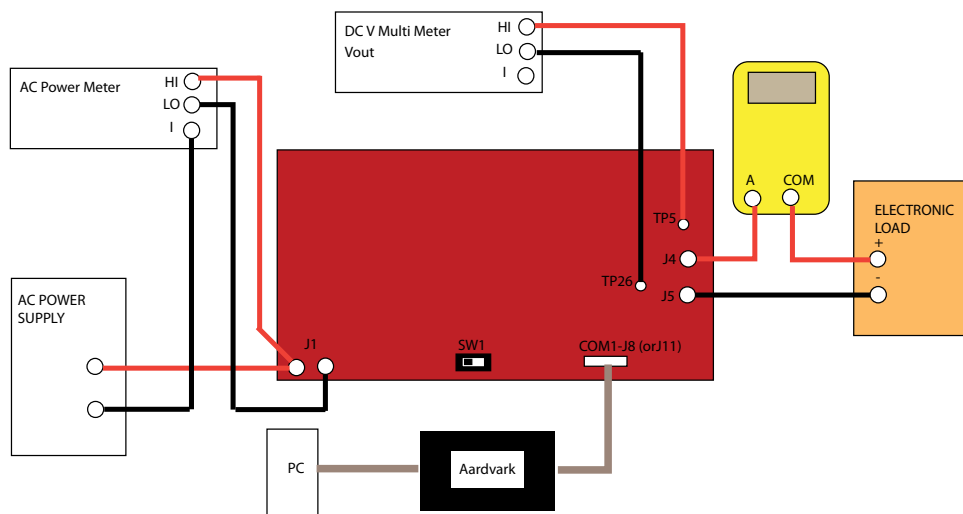 DC V Multi Meter
Vout
HI
LO
I
AC Power Meter
HI
LO
I
A
COM
ELECTRONIC
LOAD
+
-
TP5
J4
TP26
J5
AC POWER
SUPPLY
J1
SW1
COM1-J8 (orJ11)
PC
Aardvark